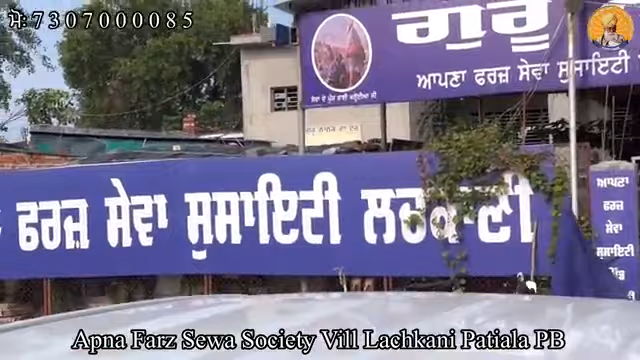 ਮੋ: 7307000085
ਗੁਰੂ
ਆਪਣਾ ਫਰਜ਼ ਸੇਵਾ ਸੁਸਾਇਟੀ
ਫਰਜ਼ ਸੇਵਾ ਸੁਸਾਇਟੀ ਲਚਕਾਣੀ
ਆਪਣਾ
ਫਰਜ਼
ਸੇਵਾ
ਸੁਸਾਇਟੀ
Apna Farz Sewa Society Vill Lachkani Patiala PB